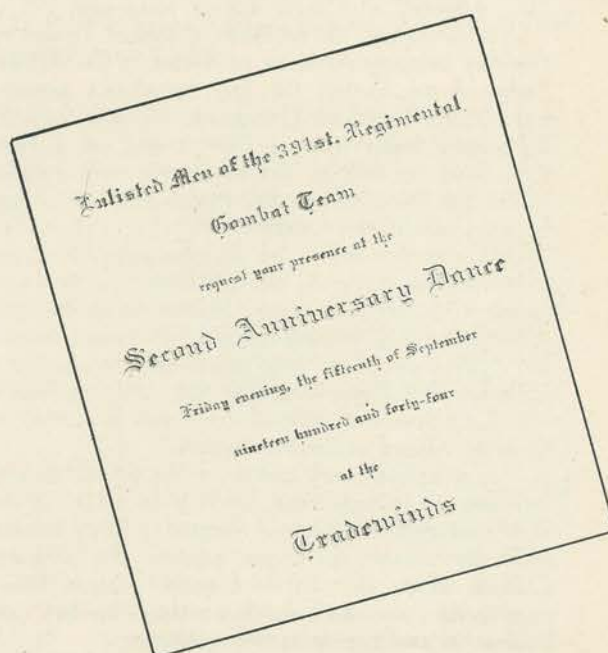 Enlisted Men of the 391st. Regimental
Combat Team
request your presence at the
Second Anniversary Dance
Friday evening, the fifteenth of September
nineteen hundred and forty-four
at the
Tradewinds